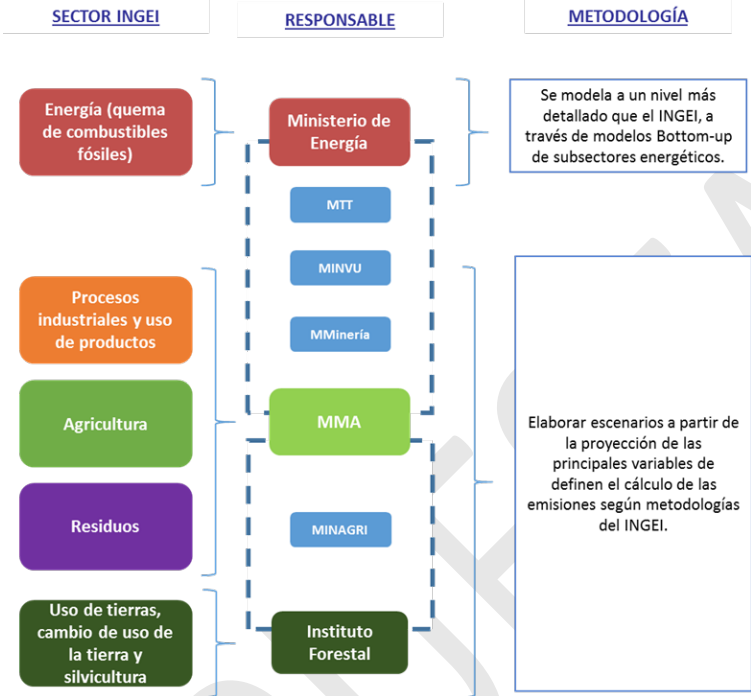 SECTOR INGEI
RESPONSABLE
METODOLOGÍA
Energía (quema
de combustibles
fósiles)
Ministerio de
Energía
Se modela a un nivel más
detallado que el INGEI, a
través de modelos Bottom-up
de subsectores energéticos.
MTT
MINVU
MMinería
Procesos
industriales y uso
de productos
Agricultura
MMA
Residuos
MINAGRI
Elaborar escenarios a partir de
la proyección de las
principales variables de
definen el cálculo de las
emisiones según metodologías
del INGEI.
Uso de tierras,
cambio de uso de
la tierra y
silvicultura
Instituto
Forestal